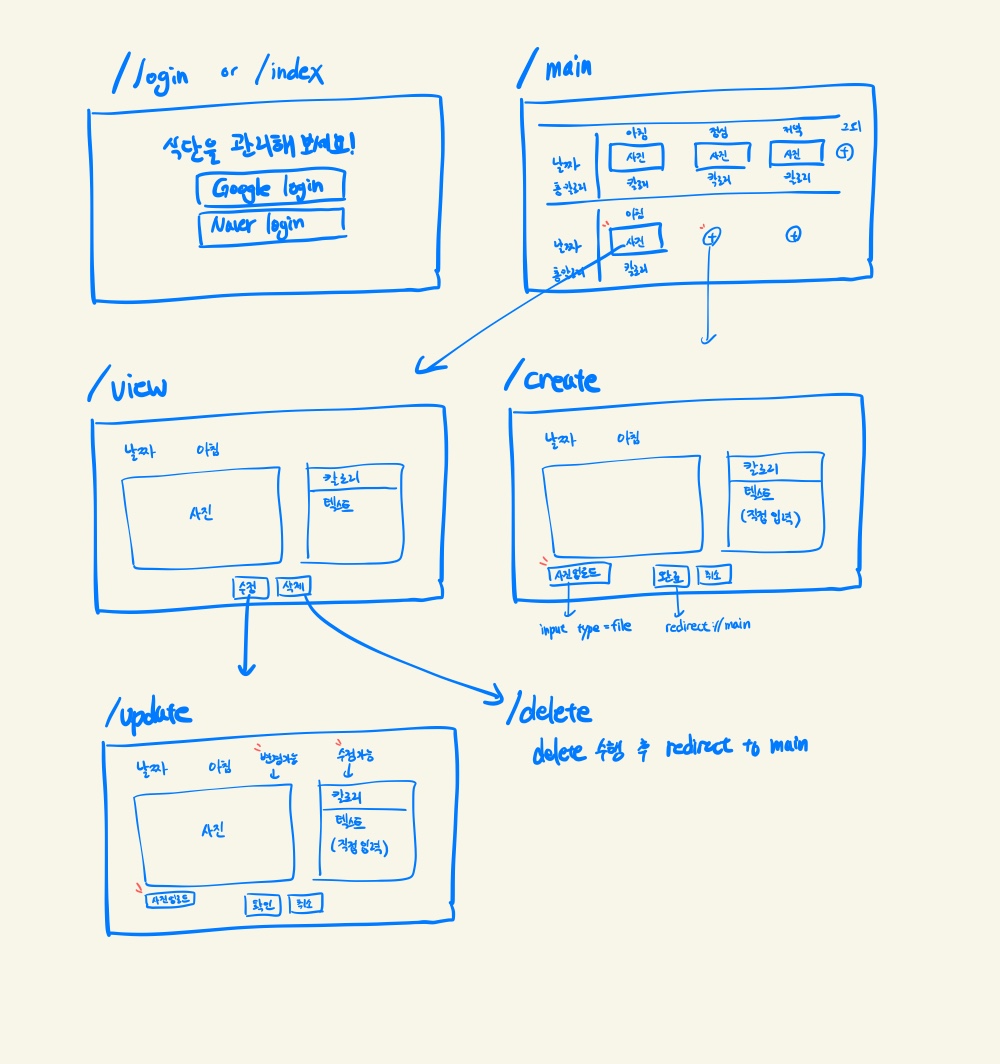 /login or /index
식단을 관리해 보세요!
Google login
Naver login
/main
아침 점심 저녁 그외
날짜 사진 사진 사진 +
총칼로리 칼로리 칼로리 칼로리
아침
날짜 사진 + +
총칼로리 칼로리
/view
날짜 아침
사진
칼로리
텍스트
수정 삭제
/create
날짜 아침
칼로리
텍스트
(직접 입력)
사진업로드 완료 취소
input type=file redirect://main
/update
날짜 아침 변경가능 수정가능
사진
칼로리
텍스트
(직접 입력)
사진업로드 확인 취소
/delete
delete 수행 후 redirect to main